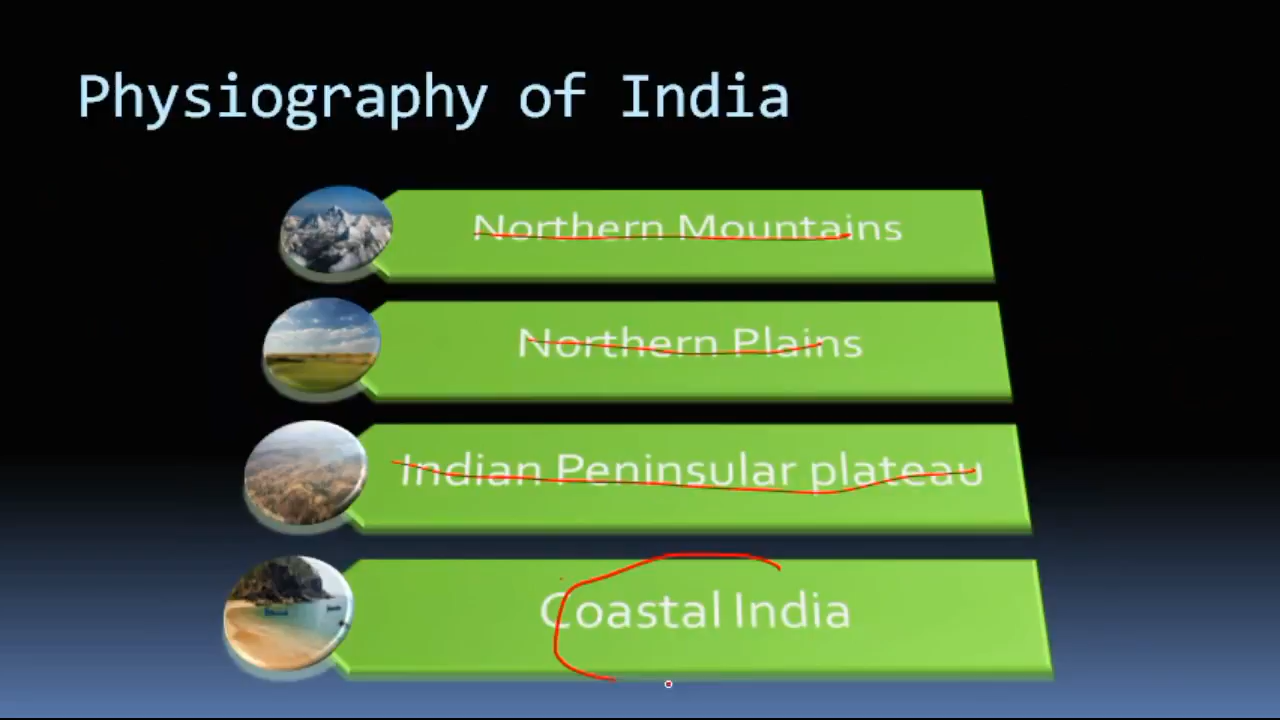 Physiography of India
Northern Mountains
Northern Plains
Indian Peninsular plateau
Coastal India